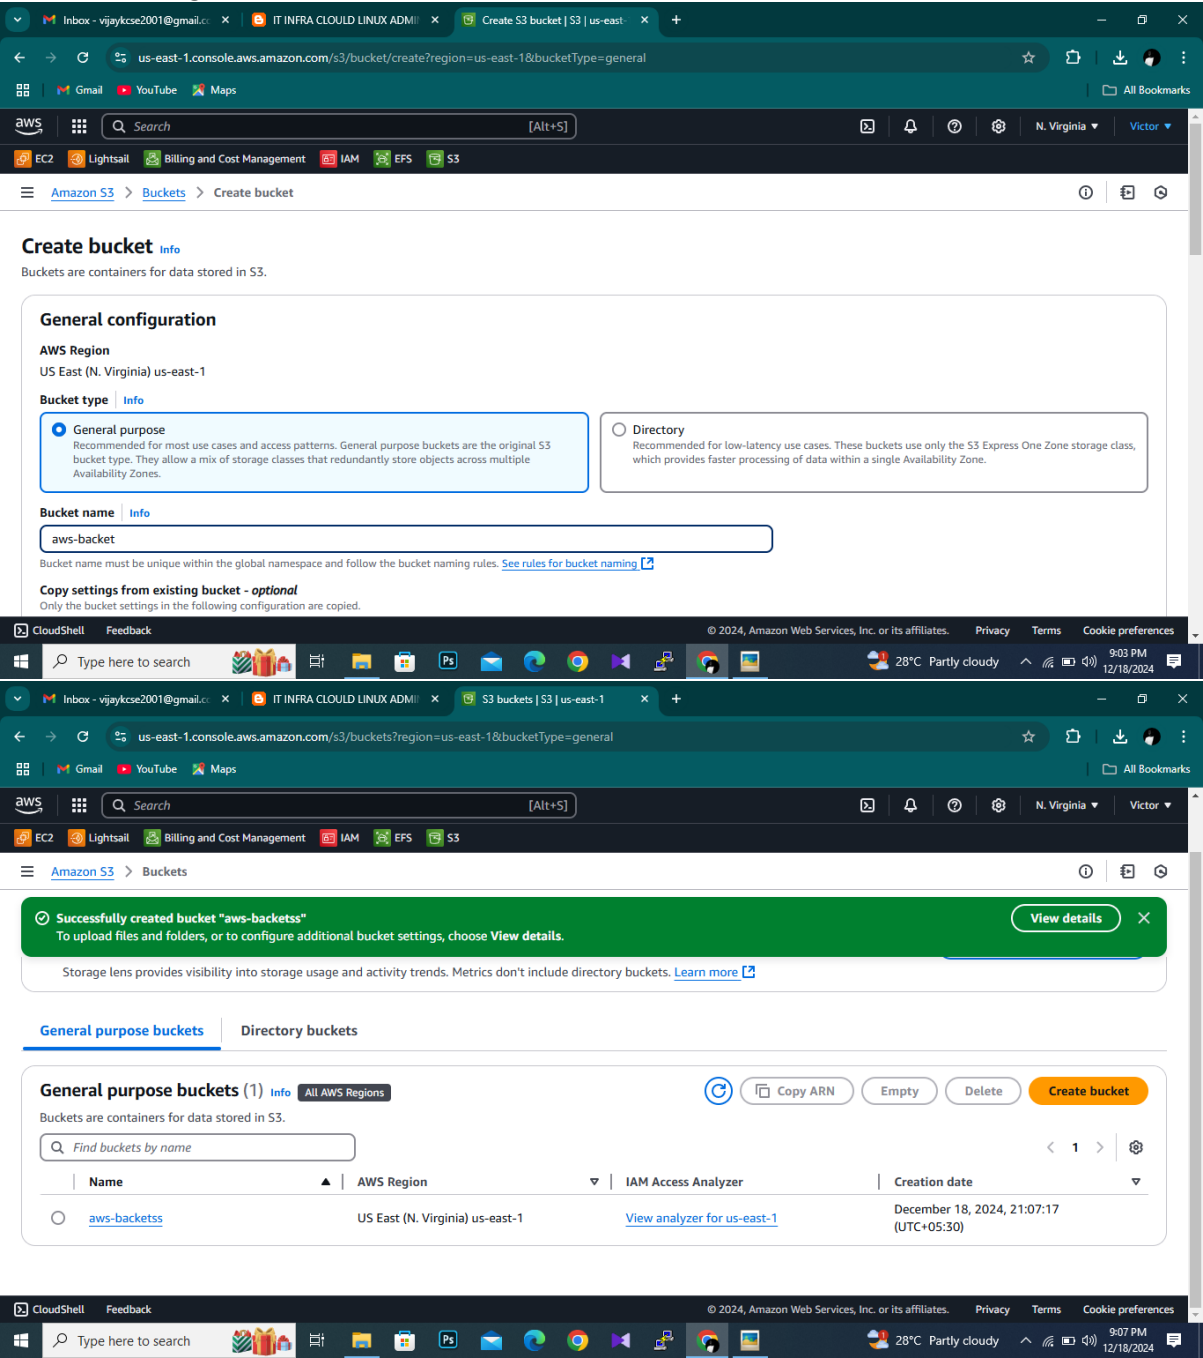 Inbox - vijaykcse2001@gmail.cc
IT INFRA CLOULD LINUX ADMI
Create S3 bucket | S3 | us-east-
us-east-1.console.aws.amazon.com/s3/bucket/create?region=us-east-1&bucketType=general
Gmail YouTube Maps All Bookmarks
aws Search [Alt+S] N. Virginia Victor
EC2 Lightsail Billing and Cost Management IAM EFS S3
Amazon S3 > Buckets > Create bucket
Create bucket Info
Buckets are containers for data stored in S3.
General configuration
AWS Region
US East (N. Virginia) us-east-1
Bucket type Info
General purpose
Recommended for most use cases and access patterns. General purpose buckets are the original S3
bucket type. They allow a mix of storage classes that redundantly store objects across multiple
Availability Zones.
Directory
Recommended for low-latency use cases. These buckets use only the S3 Express One Zone storage class,
which provides faster processing of data within a single Availability Zone.
Bucket name Info
aws-backet
Bucket name must be unique within the global namespace and follow the bucket naming rules. See rules for bucket naming
Copy settings from existing bucket - optional
Only the bucket settings in the following configuration are copied.
CloudShell Feedback © 2024, Amazon Web Services, Inc. or its affiliates. Privacy Terms Cookie preferences
Type here to search Ps 28°C Partly cloudy 9:03 PM
12/18/2024
Inbox - vijaykcse2001@gmail.cc
IT INFRA CLOULD LINUX ADMI
S3 buckets | S3 | us-east-1
us-east-1.console.aws.amazon.com/s3/buckets?region=us-east-1&bucketType=general
Gmail YouTube Maps All Bookmarks
aws Search [Alt+S] N. Virginia Victor
EC2 Lightsail Billing and Cost Management IAM EFS S3
Amazon S3 > Buckets
Successfully created bucket "aws-backetss"
To upload files and folders, or to configure additional bucket settings, choose View details.
View details
Storage lens provides visibility into storage usage and activity trends. Metrics don't include directory buckets. Learn more
General purpose buckets Directory buckets
General purpose buckets (1) Info All AWS Regions
Copy ARN Empty Delete Create bucket
Buckets are containers for data stored in S3.
Find buckets by name
1
Name AWS Region IAM Access Analyzer Creation date
aws-backetss US East (N. Virginia) us-east-1 View analyzer for us-east-1 December 18, 2024, 21:07:17
(UTC+05:30)
CloudShell Feedback © 2024, Amazon Web Services, Inc. or its affiliates. Privacy Terms Cookie preferences
Type here to search Ps 28°C Partly cloudy 9:07 PM
12/18/2024